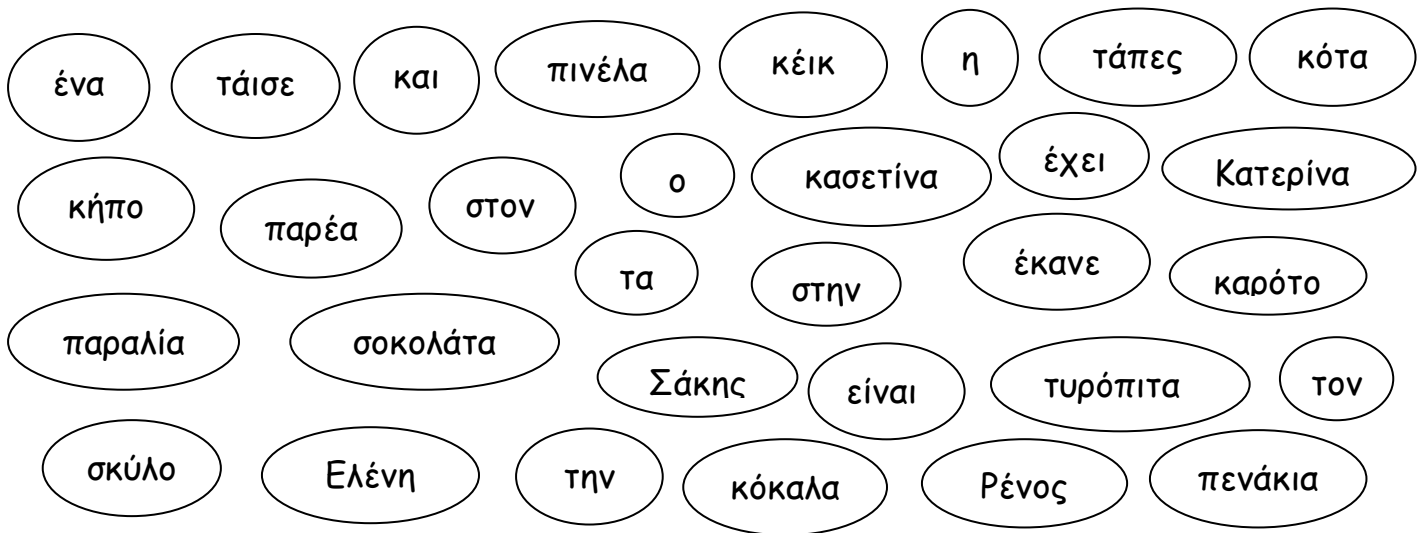 ένα τάισε και πινέλα κέικ η τάπες κότα
κήπο παρέα στον ο κασετίνα έχει Κατερίνα
τα στην έκανε καρότο
παραλία σοκολάτα Σάκης είναι τυρόπιτα τον
σκύλο Ελένη την κόκαλα Ρένος πενάκια